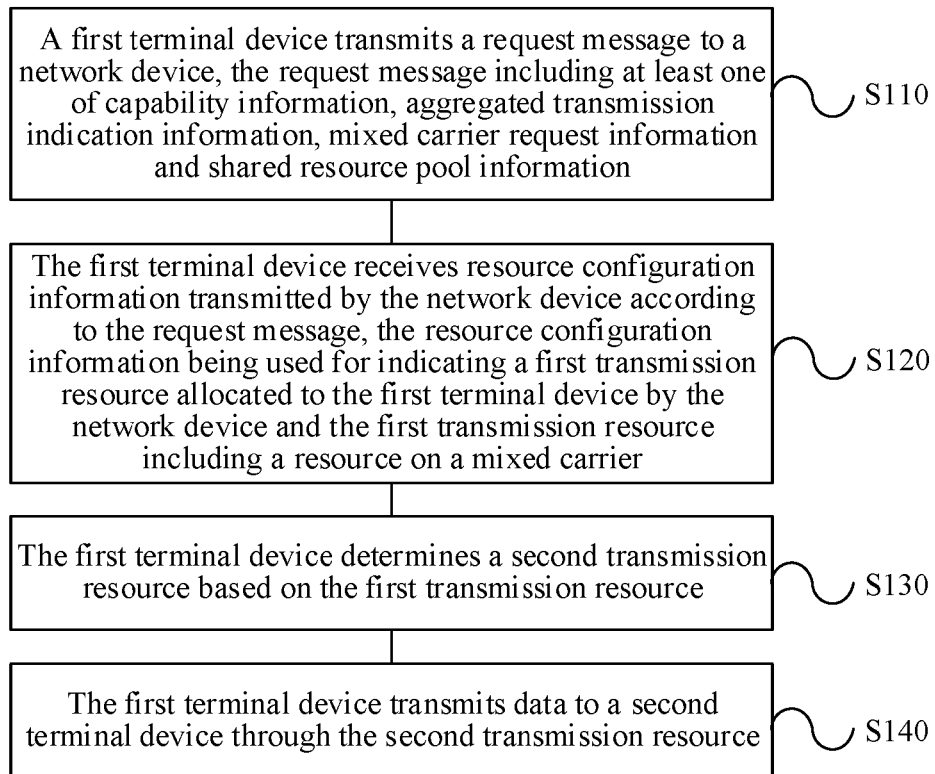 A first terminal device transmits a request message to a
network device, the request message including at least one
of capability information, aggregated transmission
indication information, mixed carrier request information
and shared resource pool information
S110
The first terminal device receives resource configuration
information transmitted by the network device according
to the request message, the resource configuration
information being used for indicating a first transmission
resource allocated to the first terminal device by the
network device and the first transmission resource
including a resource on a mixed carrier
S120
The first terminal device determines a second transmission
resource based on the first transmission resource
S130
The first terminal device transmits data to a second
terminal device through the second transmission resource
S140